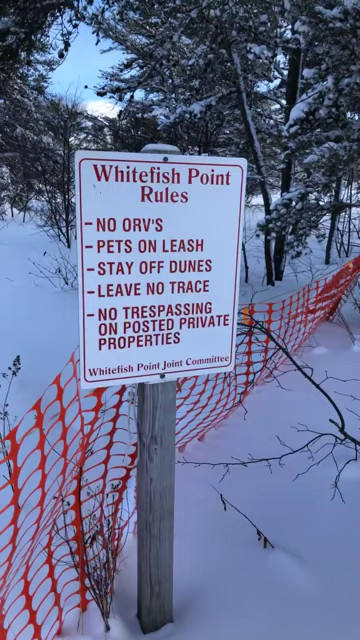 Whitefish Point
Rules
- NO ORV'S
- PETS ON LEASH
- STAY OFF DUNES
- LEAVE NO TRACE
- NO TRESPASSING
ON POSTED PRIVATE
PROPERTIES
Whitefish Point Joint Committee